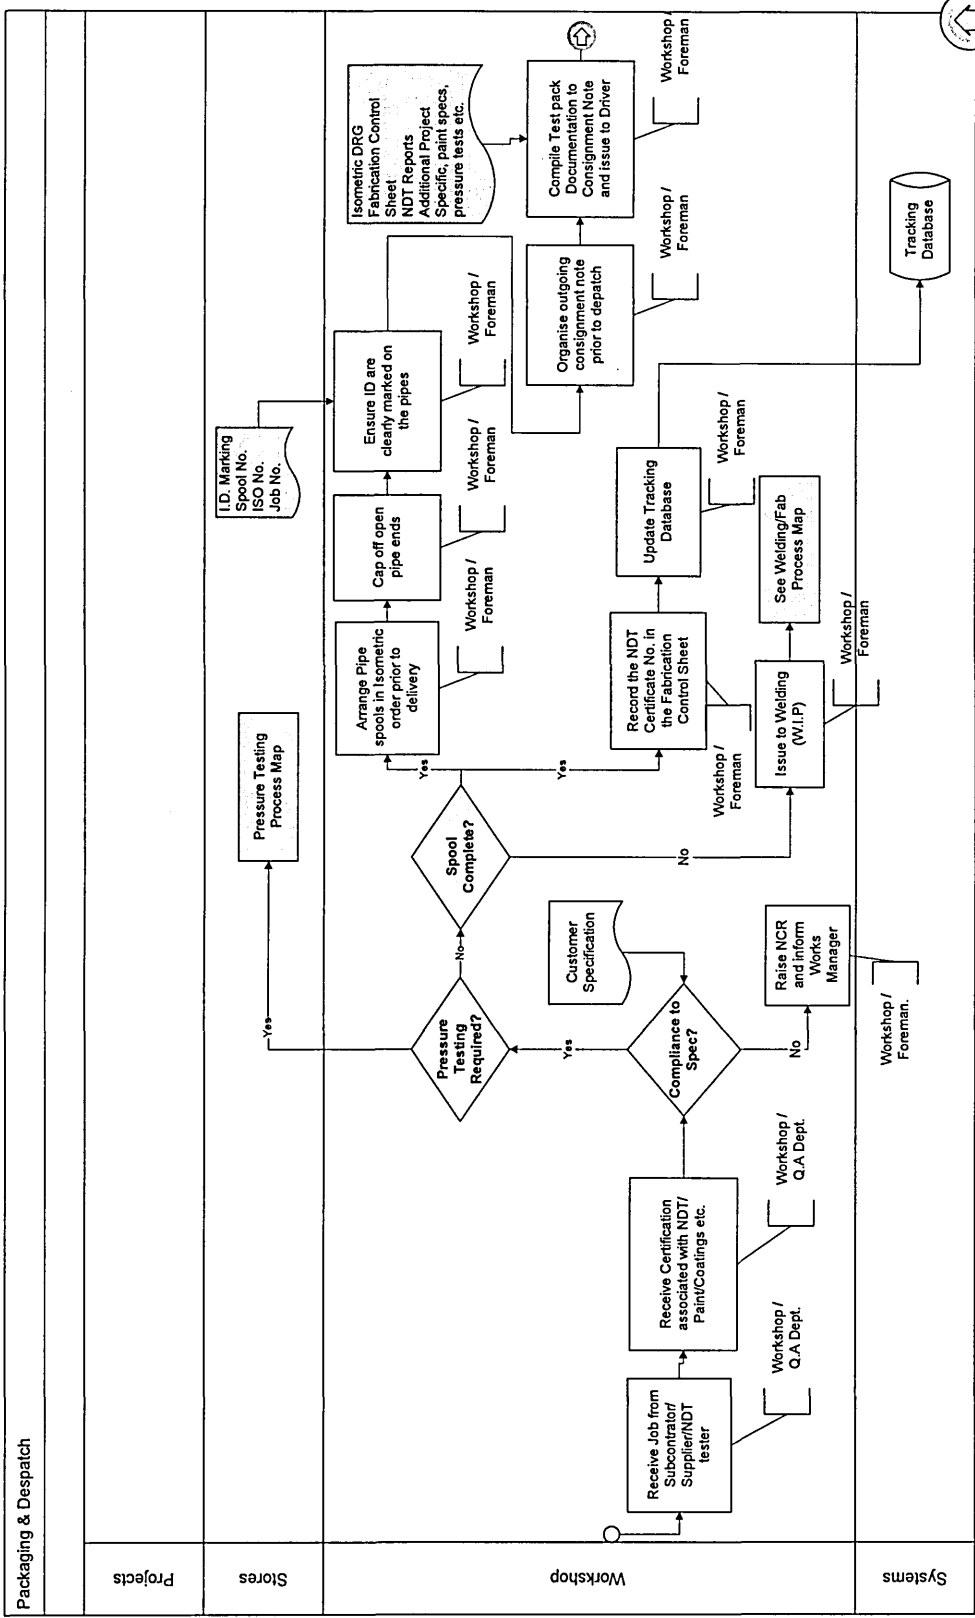 Packaging & Despatch
Projects
Stores
Workshop
Systems
Receive Job from
Subcontrator/
Supplier/NDT
tester
Workshop /
Q.A Dept.
Receive Certification
associated with NDT/
Paint/Coatings etc.
Workshop /
Q.A Dept.
Compliance to
Spec?
Customer
Specification
Yes
No
Raise NCR
and inform
Works
Manager
Workshop /
Foreman.
Pressure
Testing
Required?
Yes
No
Pressure Testing
Process Map
Spool
Complete?
Yes
Yes
No
Arrange Pipe
spools in Isometric
order prior to
delivery
Workshop /
Foreman
Cap off open
pipe ends
Workshop /
Foreman
I.D. Marking
Spool No.
ISO No.
Job No.
Ensure ID are
clearly marked on
the pipes
Workshop /
Foreman
Organise outgoing
consignment note
prior to depatch
Workshop /
Foreman
Isometric DRG
Fabrication Control
Sheet
NDT Reports
Additional Project
Specific, paint specs,
pressure tests etc.
Compile Test pack
Documentation to
Consignment Note
and issue to Driver
Workshop /
Foreman
Record the NDT
Certificate No. in
the Fabrication
Control Sheet
Workshop /
Foreman
Update Tracking
Database
Workshop /
Foreman
Tracking
Database
Issue to Welding
(W.I.P)
Workshop /
Foreman
See Welding/Fab
Process Map